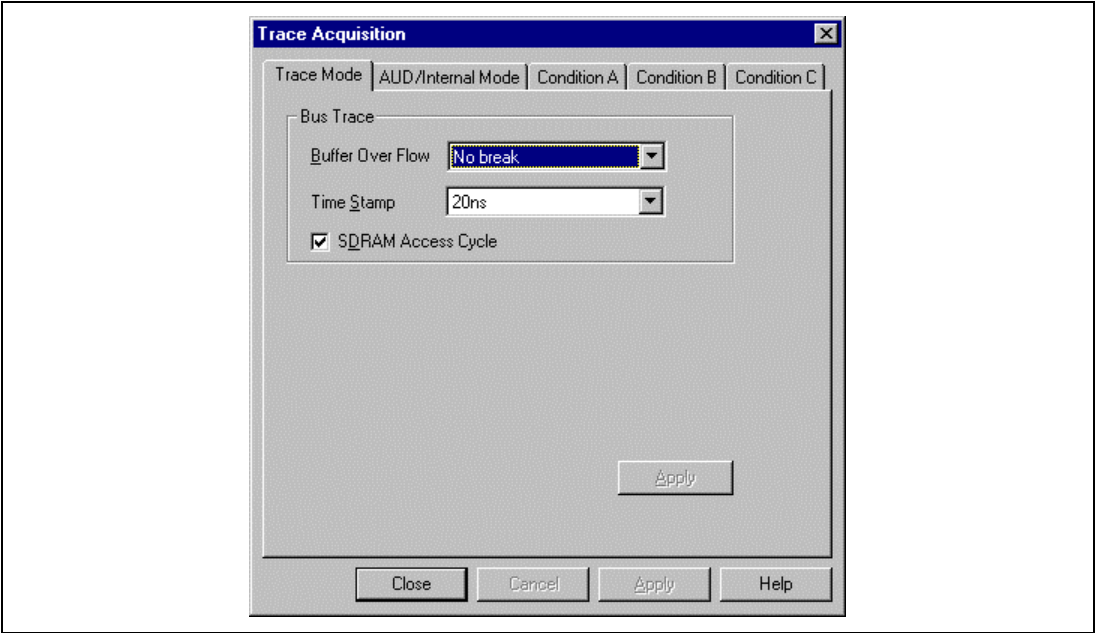 Trace Acquisition
Trace Mode AUD/Internal Mode Condition A Condition B Condition C
Bus Trace
Buffer Over Flow No break
Time Stamp 20ns
SDRAM Access Cycle
Apply
Close Cancel Apply Help